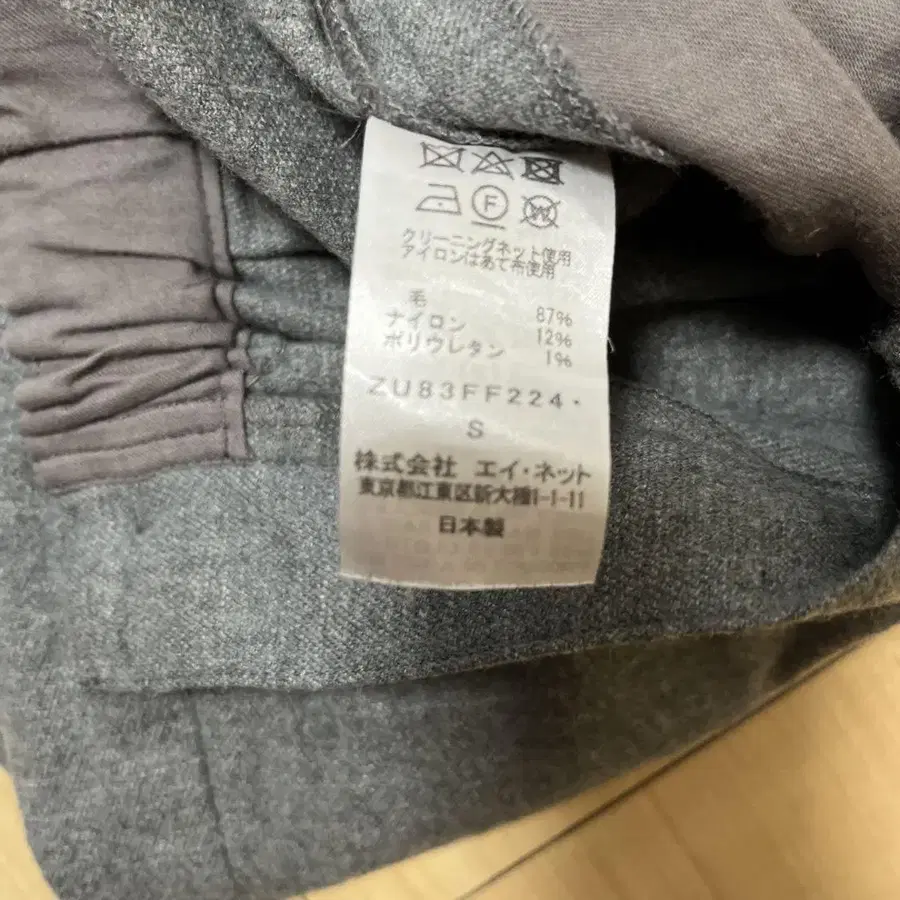 F W
クリーニングネット使用
アイロンはあて布使用
毛 87%
ナイロン 12%
ポリウレタン 1%
ZU83FF224・
S
株式会社 エイ・ネット
東京都江東区新大橋1-1-11
日本製